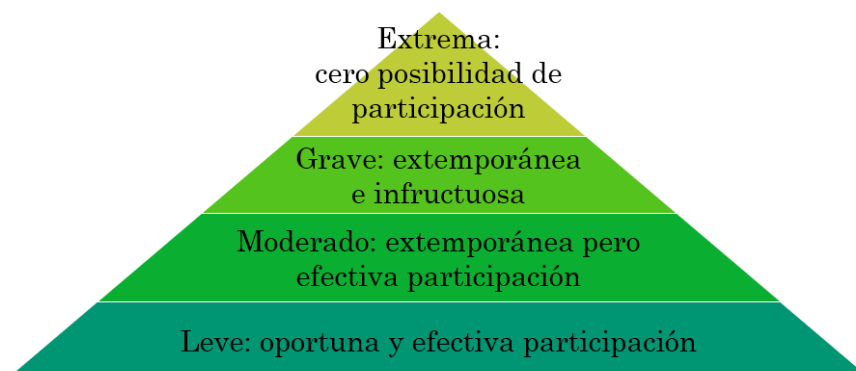 Extrema:
cero posibilidad de
participación
Grave: extemporánea
e infructuosa
Moderado: extemporánea pero
efectiva participación
Leve: oportuna y efectiva participación